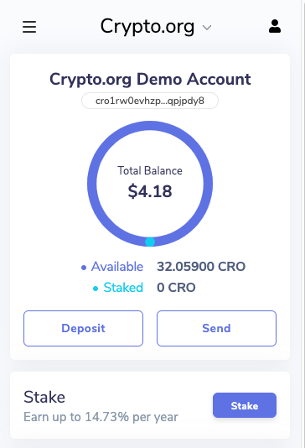 Crypto.org
Crypto.org Demo Account
cro1rw0evhzp...qpjpdy8
Total Balance
$4.18
Available 32.05900 CRO
Staked 0 CRO
Deposit Send
Stake
Earn up to 14.73% per year
Stake